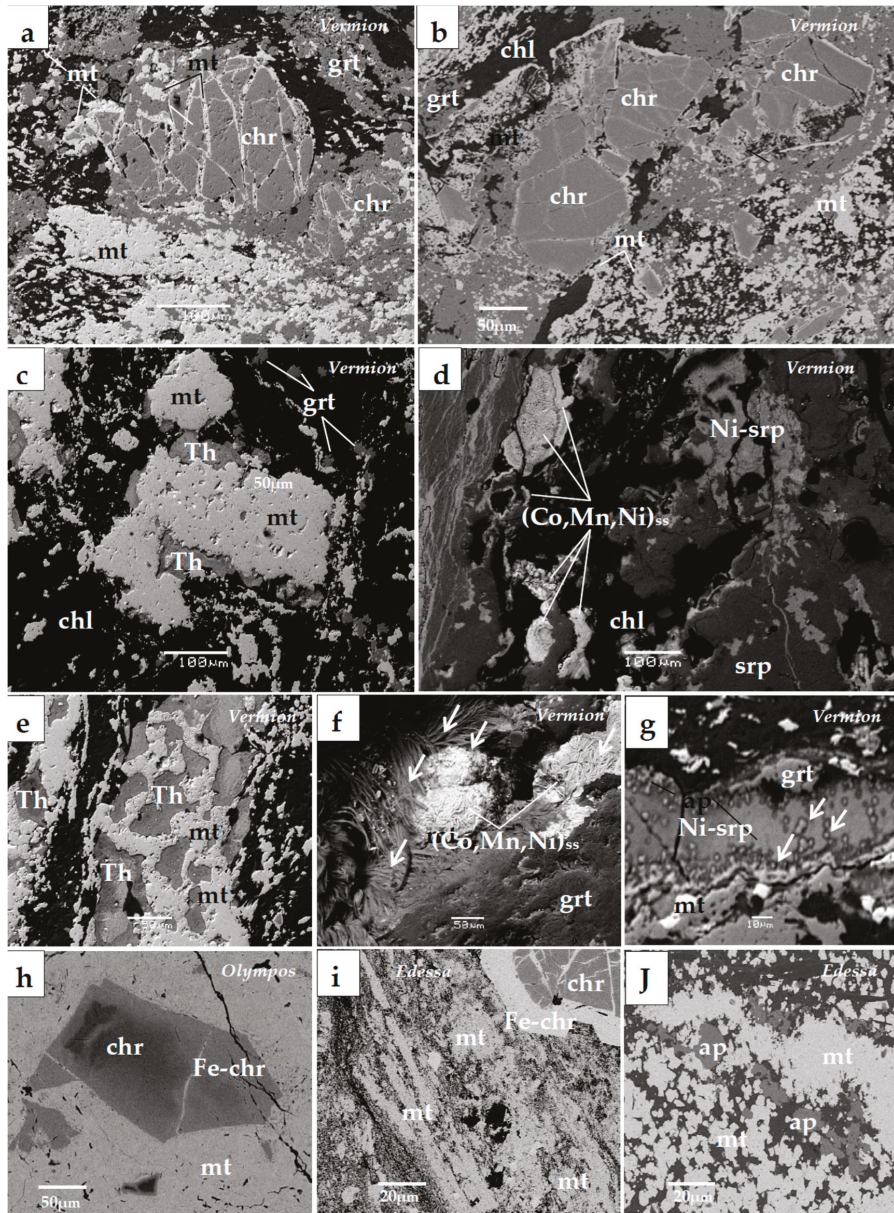 a
Vermion
mt
mt
grt
chr
chr
mt
100µm
b
Vermion
chl
chr
grt
chr
mt
chr
mt
mt
50µm
c
Vermion
mt
grt
Th
50µm
mt
Th
chl
100µm
d
Vermion
Ni-srp
(Co,Mn,Ni)ss
chl
100µm
srp
e
Vermion
Th
Th
mt
Th
mt
50µm
f
Vermion
(Co,Mn,Ni)ss
grt
50µm
g
Vermion
grt
ap
Ni-srp
mt
10µm
h
Olympos
chr
Fe-chr
mt
50µm
i
Edessa
chr
Fe-chr
mt
mt
mt
20µm
J
Edessa
ap
mt
ap
mt
20µm